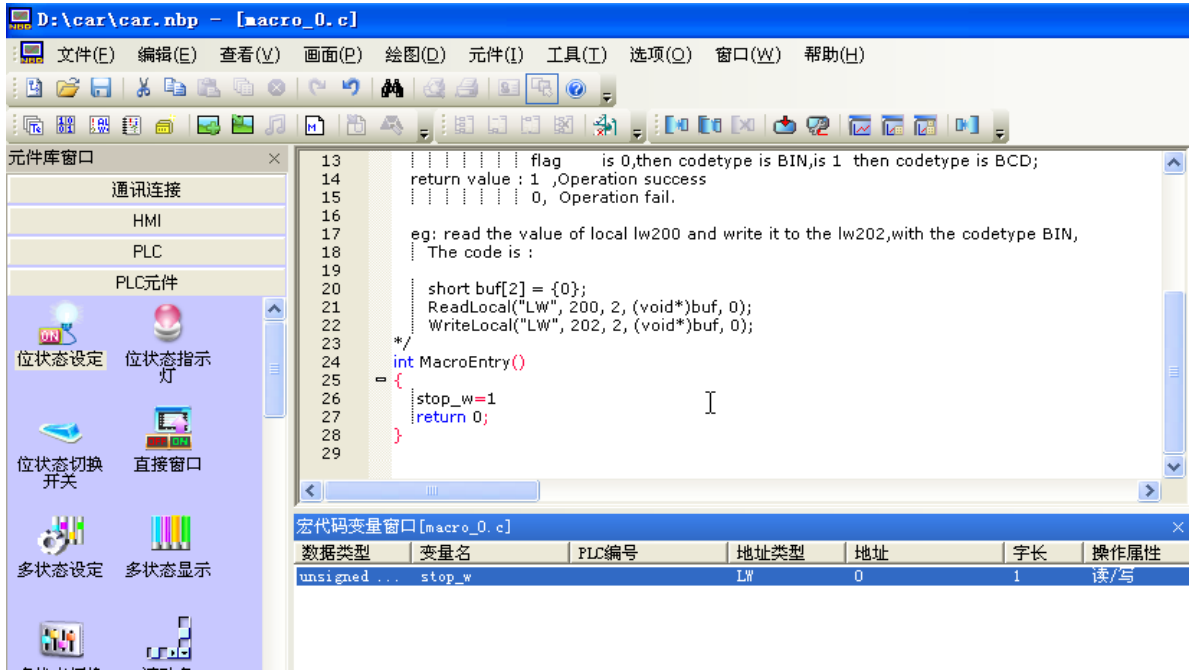 D:\car\car.nbp - [macro_0.c]
文件(F) 编辑(E) 查看(V) 画面(P) 绘图(D) 元件(I) 工具(T) 选项(O) 窗口(W) 帮助(H)
元件库窗口
通讯连接
HMI
PLC
PLC元件
位状态设定
位状态指示
灯
位状态切换
开关
直接窗口
多状态设定
多状态显示
13 flag is 0,then codetype is BIN,is 1 then codetype is BCD;
14 return value : 1 ,Operation success
15 0, Operation fail.
16
17 eg: read the value of local lw200 and write it to the lw202,with the codetype BIN,
18 The code is :
19
20 short buf[2] = {0};
21 ReadLocal("LW", 200, 2, (void*)buf, 0);
22 WriteLocal("LW", 202, 2, (void*)buf, 0);
23 */
24 int MacroEntry()
25 {
26 stop_w=1
27 return 0;
28 }
29
宏代码变量窗口[macro_0.c]
数据类型 变量名 PLC编号 地址类型 地址 字长 操作属性
unsigned ... stop_w LW 0 1 读/写